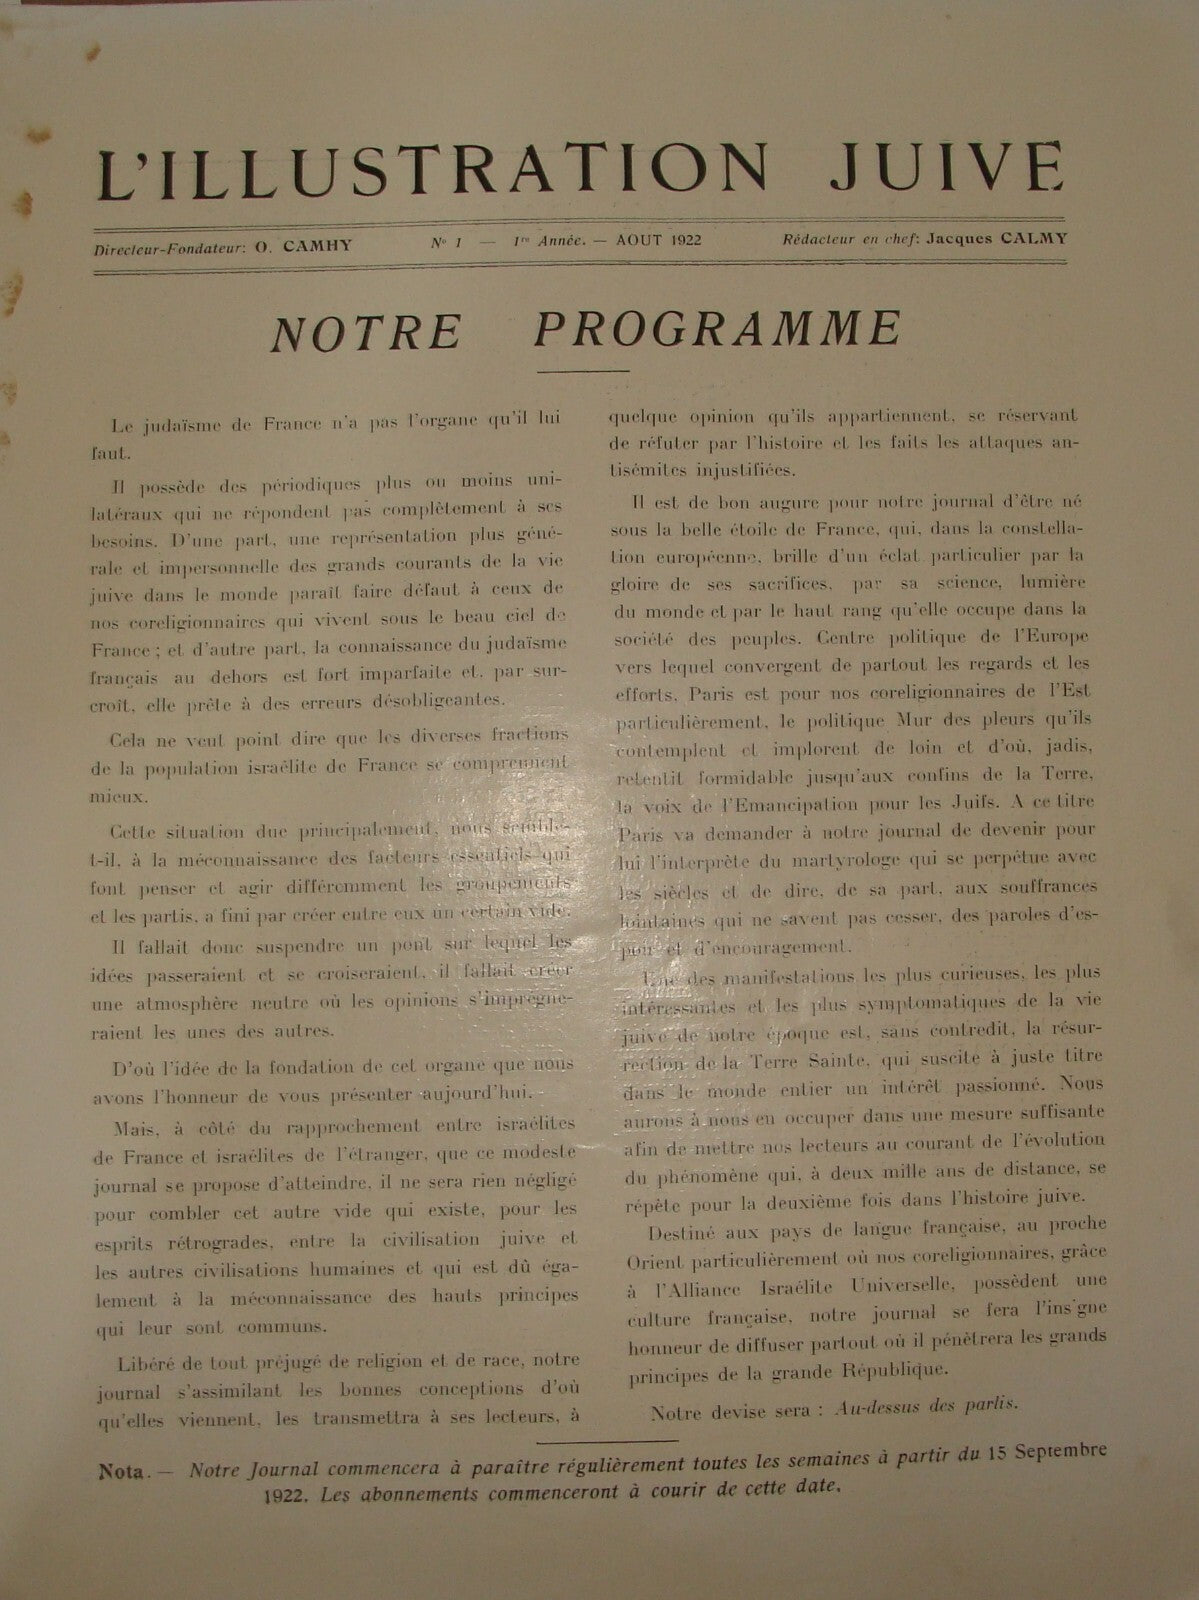 L'ILLUSTRATION JUIVE
Directeur-Fondateur: O. CAMHY
N° 1 — 1re Année. — AOUT 1922
Rédacteur en chef: Jacques CALMY
NOTRE PROGRAMME
Le judaïsme de France n'a pas l'organe qu'il lui
faut.
Il possède des périodiques plus ou moins uni-
latéraux qui ne répondent pas complètement à ses
besoins. D'une part, une représentation plus géné-
rale et impersonnelle des grands courants de la vie
juive dans le monde paraît faire défaut à ceux de
nos coreligionnaires qui vivent sous le beau ciel de
France ; et d'autre part, la connaissance du judaïsme
français au dehors est fort imparfaite et, par sur-
croît, elle prête à des erreurs désobligeantes.
Cela ne veut point dire que les diverses fractions
de la population israélite de France se comprennent
mieux.
Cette situation due principalement, nous semble-
t-il, à la méconnaissance des facteurs essentiels qui
font penser et agir différemment les groupements
et les partis, a fini par créer entre eux un certain vide.
Il fallait donc suspendre un pont sur lequel les
idées passeraient et se croiseraient, il fallait créer
une atmosphère neutre où les opinions s'imprègne-
raient les unes des autres.
D'où l'idée de la fondation de cet organe que nous
avons l'honneur de vous présenter aujourd'hui.
Mais, à côté du rapprochement entre israélites
de France et israélites de l'étranger, que ce modeste
journal se propose d'atteindre, il ne sera rien négligé
pour combler cet autre vide qui existe, pour les
esprits rétrogrades, entre la civilisation juive et
les autres civilisations humaines et qui est dû éga-
lement à la méconnaissance des hauts principes
qui leur sont communs.
Libéré de tout préjugé de religion et de race, notre
journal s'assimilant les bonnes conceptions d'où
qu'elles viennent, les transmettra à ses lecteurs, à
quelque opinion qu'ils appartiennent, se réservant
de réfuter par l'histoire et les faits les attaques an-
tisémites injustifiées.
Il est de bon augure pour notre journal d'être né
sous la belle étoile de France, qui, dans la constella-
tion européenne, brille d'un éclat particulier par la
gloire de ses sacrifices, par sa science, lumière
du monde et par le haut rang qu'elle occupe dans la
société des peuples. Centre politique de l'Europe
vers lequel convergent de partout les regards et les
efforts, Paris est pour nos coreligionnaires de l'Est
particulièrement, le politique Mur des pleurs qu'ils
contemplent et implorent de loin et d'où, jadis,
retentit formidable jusqu'aux confins de la Terre,
la voix de l'Emancipation pour les Juifs. A ce titre
Paris va demander à notre journal de devenir pour
lui l'interprète du martyrologe qui se perpétue avec
les siècles et de dire, de sa part, aux souffrances
lointaines qui ne savent pas cesser, des paroles d'es-
poir et d'encouragement.
Une des manifestations les plus curieuses, les plus
intéressantes et les plus symptomatiques de la vie
juive de notre époque est, sans contredit, la résur-
rection de la Terre Sainte, qui suscite à juste titre
dans le monde entier un intérêt passionné. Nous
aurons à nous en occuper dans une mesure suffisante
afin de mettre nos lecteurs au courant de l'évolution
du phénomène qui, à deux mille ans de distance, se
répète pour la deuxième fois dans l'histoire juive.
Destiné aux pays de langue française, au proche
Orient particulièrement où nos coreligionnaires, grâce
à l'Alliance Israélite Universelle, possèdent une
culture française, notre journal se fera l'insigne
honneur de diffuser partout où il pénètrera les grands
principes de la grande République.
Notre devise sera : Au-dessus des partis.
Nota. — Notre Journal commencera à paraître régulièrement toutes les semaines à partir du 15 Septembre
1922. Les abonnements commenceront à courir de cette date.